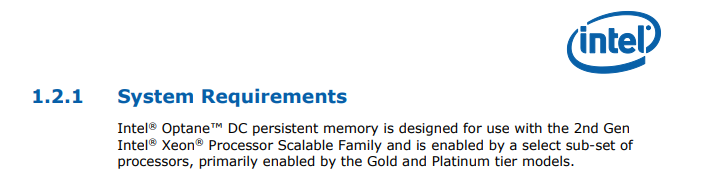 intel®
1.2.1 System Requirements
Intel® Optane™ DC persistent memory is designed for use with the 2nd Gen
Intel® Xeon® Processor Scalable Family and is enabled by a select sub-set of
processors, primarily enabled by the Gold and Platinum tier models.